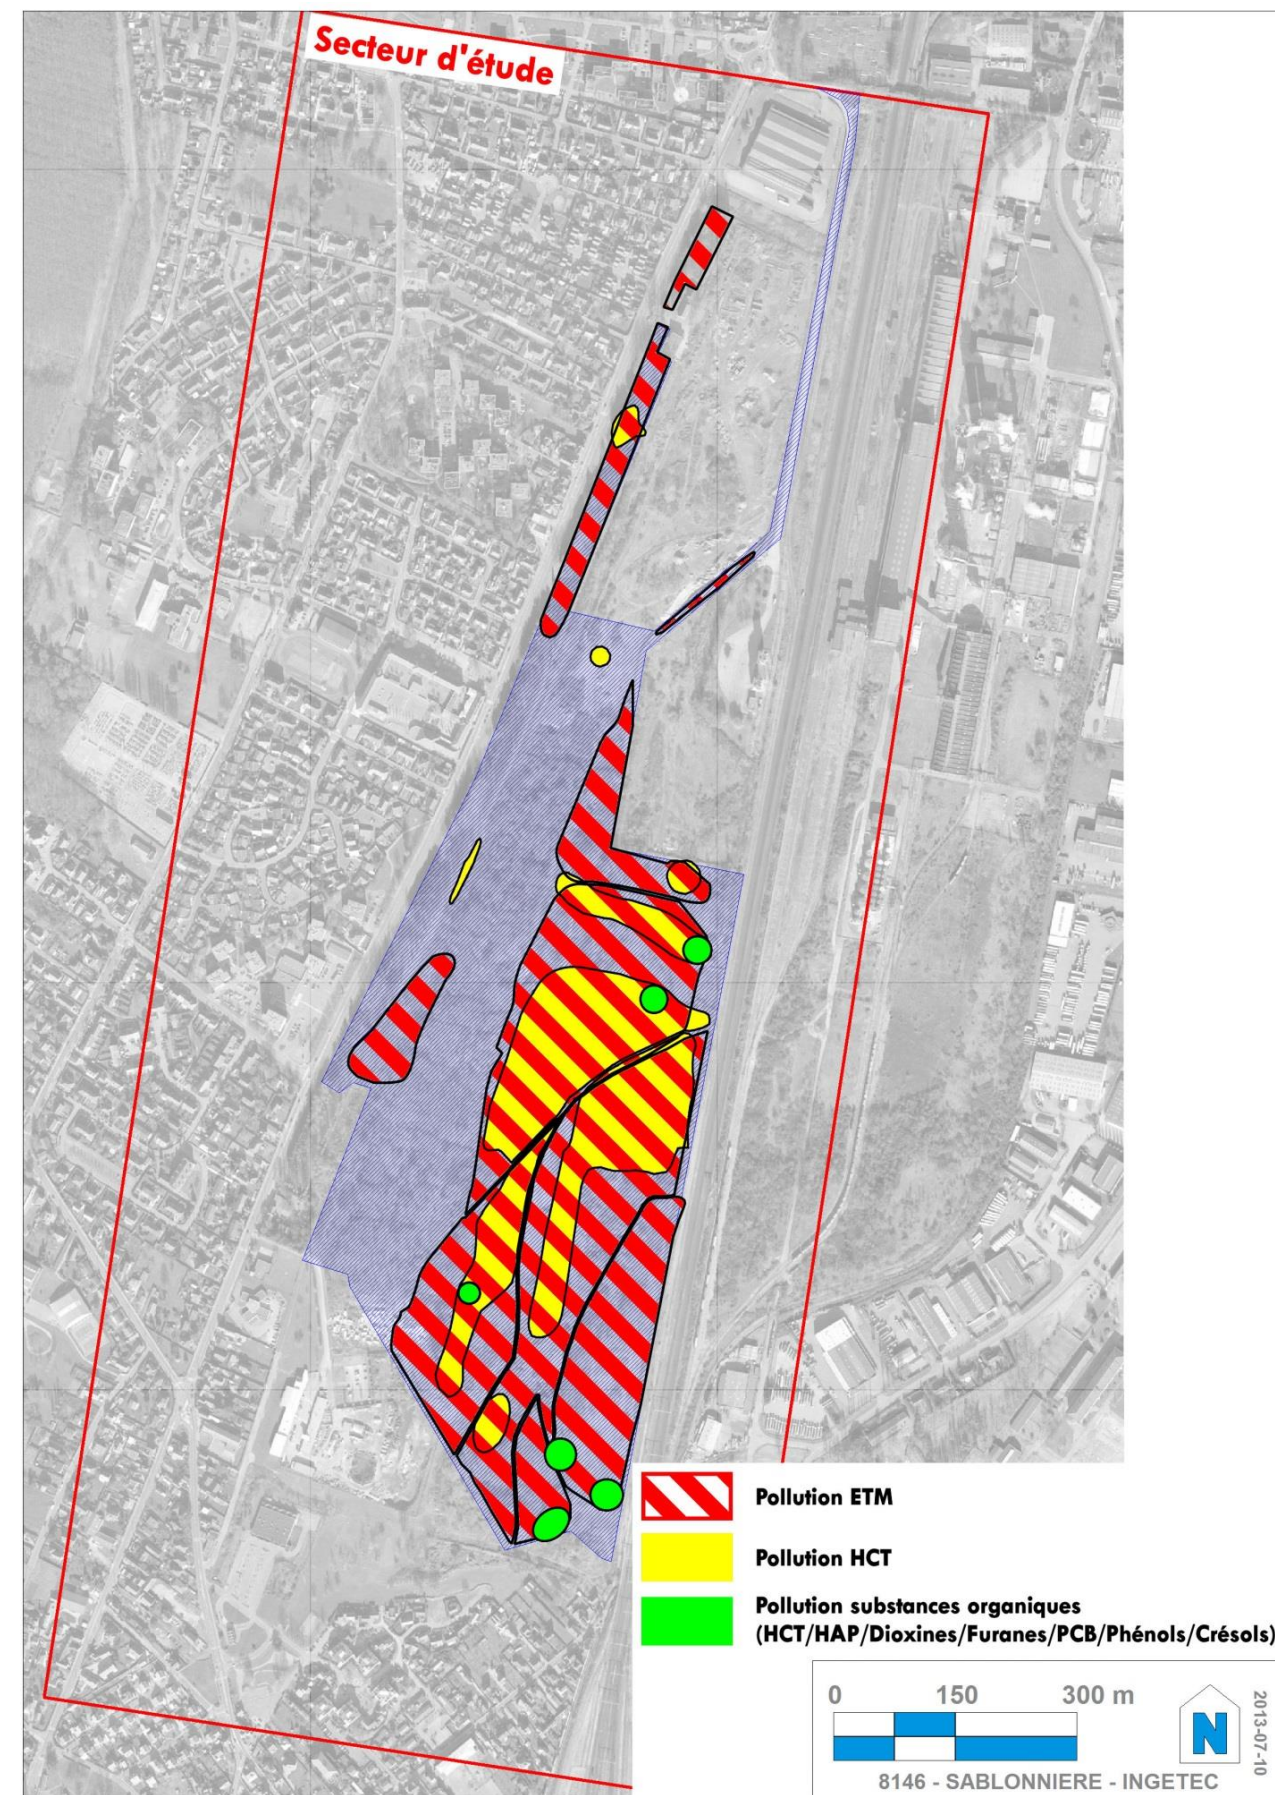 Secteur d'étude
Pollution ETM
Pollution HCT
Pollution substances organiques
(HCT/HAP/Dioxines/Furanes/PCB/Phénols/Crésols)
0 150 300 m
N
2013-07-10
8146 - SABLONNIERE - INGETEC